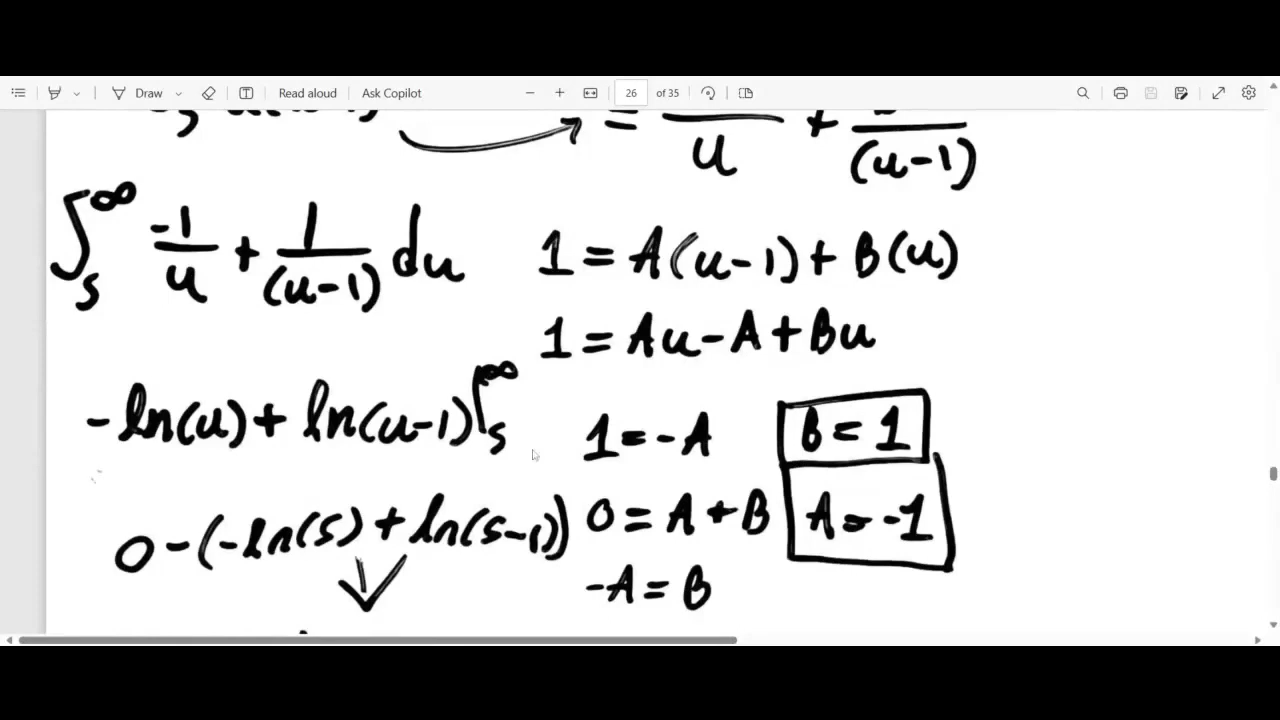 Draw Read aloud Ask Copilot 26 of 35
= u + (u-1)
∫ₛ^∞ -1/u + 1/(u-1) du
1 = A(u-1) + B(u)
1 = Au - A + Bu
-ln(u) + ln(u-1) |ₛ^∞
1 = -A
B = 1
0 - (-ln(s) + ln(s-1))
0 = A + B
A = -1
-A = B